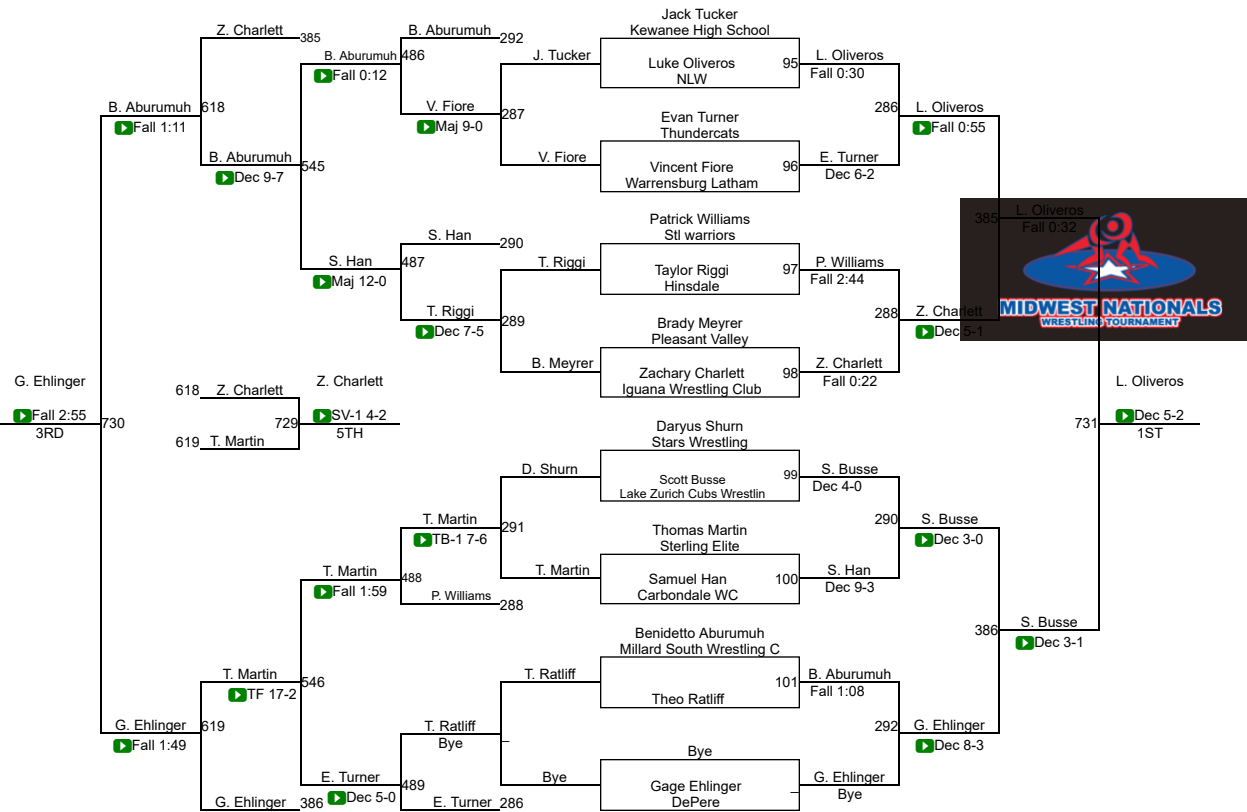 Jack Tucker
Kewanee High School
Z. Charlett
385
B. Aburumuh
292
B. Aburumuh
486
Fall 0:12
J. Tucker
Luke Oliveros
NLW
95
L. Oliveros
Fall 0:30
B. Aburumuh
618
Fall 1:11
V. Fiore
287
Maj 9-0
Evan Turner
Thundercats
286
L. Oliveros
Fall 0:55
B. Aburumuh
545
Dec 9-7
V. Fiore
Vincent Fiore
Warrensburg Latham
96
E. Turner
Dec 6-2
Patrick Williams
Stl warriors
385
L. Oliveros
Fall 0:32
S. Han
290
S. Han
487
Maj 12-0
T. Riggi
Taylor Riggi
Hinsdale
97
P. Williams
Fall 2:44
T. Riggi
289
Dec 7-5
Brady Meyrer
Pleasant Valley
288
Z. Charlett
Dec 5-1
MIDWEST NATIONALS
WRESTLING TOURNAMENT
B. Meyrer
Zachary Charlett
Iguana Wrestling Club
98
Z. Charlett
Fall 0:22
G. Ehlinger
Fall 2:55
3RD
730
618
Z. Charlett
619
T. Martin
729
Z. Charlett
SV-1 4-2
5TH
731
L. Oliveros
Dec 5-2
1ST
Daryus Shurn
Stars Wrestling
D. Shurn
Scott Busse
Lake Zurich Cubs Wrestlin
99
S. Busse
Dec 4-0
T. Martin
291
TB-1 7-6
Thomas Martin
Sterling Elite
290
S. Busse
Dec 3-0
T. Martin
488
Fall 1:59
T. Martin
Samuel Han
Carbondale WC
100
S. Han
Dec 9-3
P. Williams
288
386
S. Busse
Dec 3-1
Benidetto Aburumuh
Millard South Wrestling C
T. Martin
546
TF 17-2
T. Ratliff
Theo Ratliff
101
B. Aburumuh
Fall 1:08
G. Ehlinger
619
Fall 1:49
T. Ratliff
Bye
_
Bye
292
G. Ehlinger
Dec 8-3
E. Turner
489
Dec 5-0
Bye
Gage Ehlinger
DePere
_
G. Ehlinger
Bye
G. Ehlinger
386
E. Turner
286